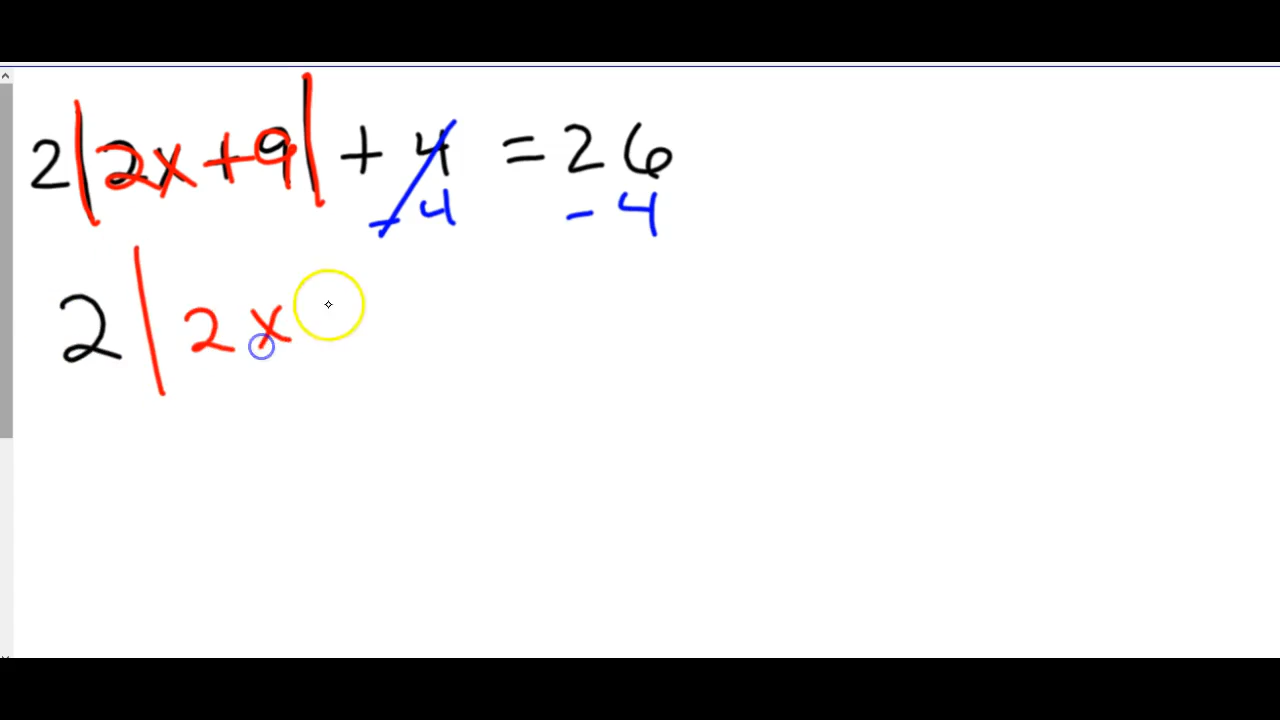 2|2x+9| + 4 = 26
- 4 - 4
2|2x